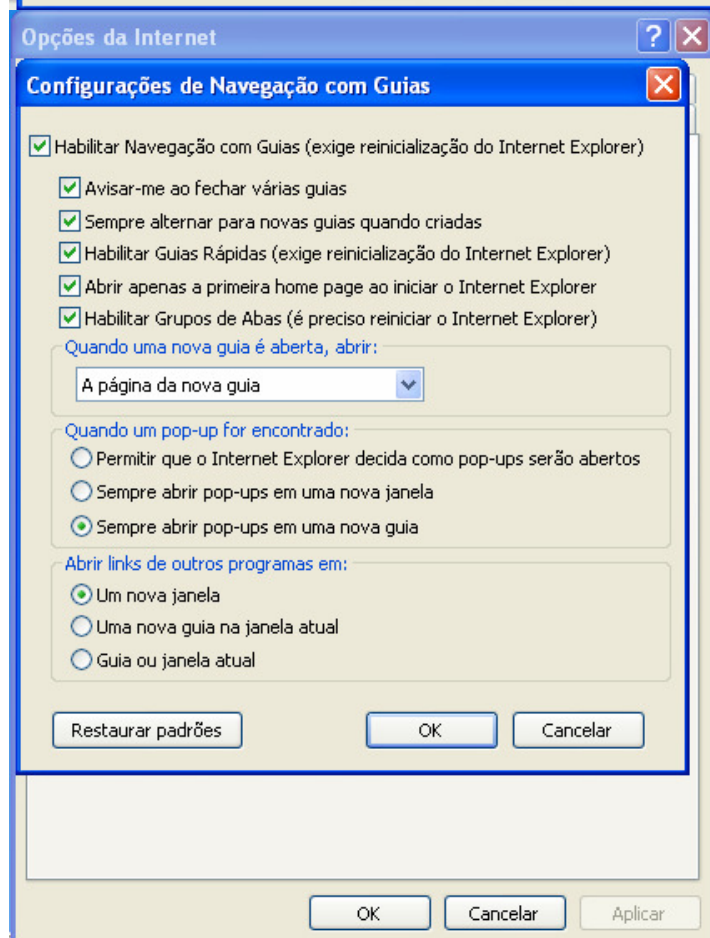 Opções da Internet
Configurações de Navegação com Guias
Habilitar Navegação com Guias (exige reinicialização do Internet Explorer)
Avisar-me ao fechar várias guias
Sempre alternar para novas guias quando criadas
Habilitar Guias Rápidas (exige reinicialização do Internet Explorer)
Abrir apenas a primeira home page ao iniciar o Internet Explorer
Habilitar Grupos de Abas (é preciso reiniciar o Internet Explorer)
Quando uma nova guia é aberta, abrir:
A página da nova guia
Quando um pop-up for encontrado:
Permitir que o Internet Explorer decida como pop-ups serão abertos
Sempre abrir pop-ups em uma nova janela
Sempre abrir pop-ups em uma nova guia
Abrir links de outros programas em:
Um nova janela
Uma nova guia na janela atual
Guia ou janela atual
Restaurar padrões OK Cancelar
OK Cancelar Aplicar